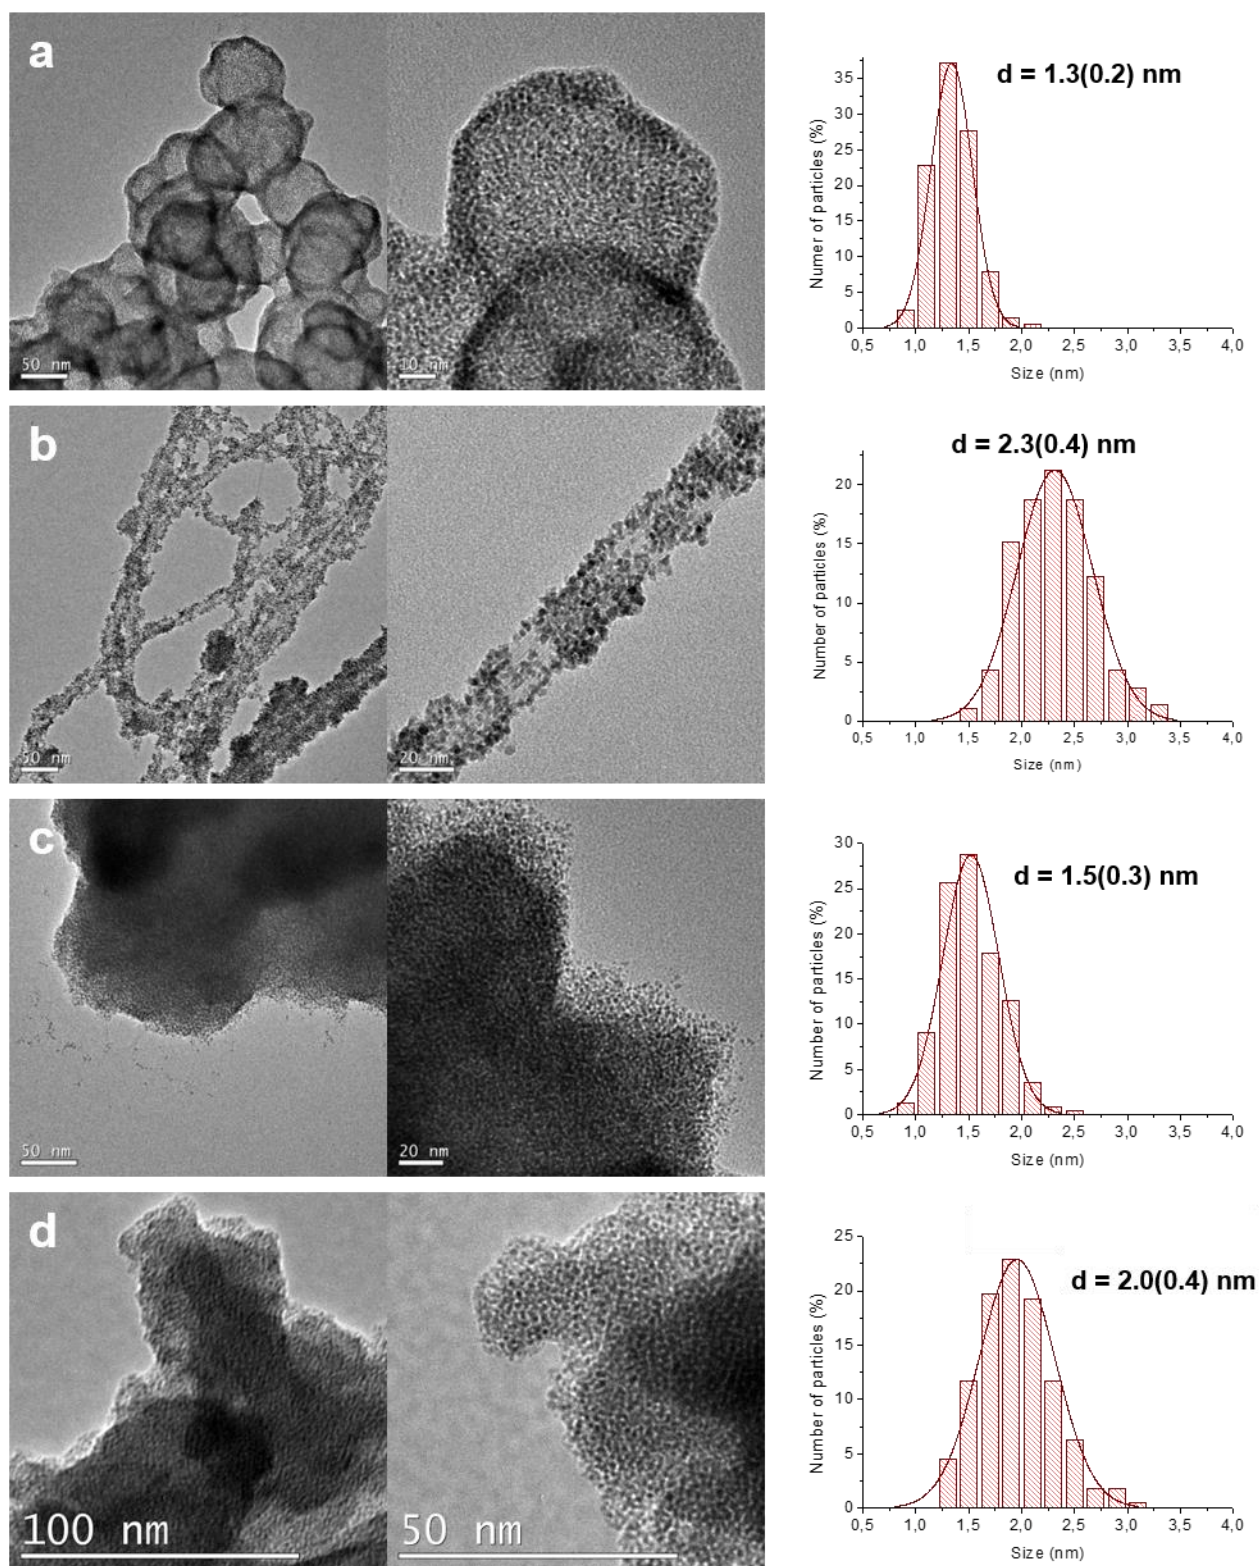 a
50 nm
10 nm
d = 1.3(0.2) nm
Numer of particles (%)
35
30
25
20
15
10
5
0
0,5 1,0 1,5 2,0 2,5 3,0 3,5 4,0
Size (nm)
b
50 nm
20 nm
d = 2.3(0.4) nm
Number of particles (%)
20
15
10
5
0
0,5 1,0 1,5 2,0 2,5 3,0 3,5 4,0
Size (nm)
c
50 nm
20 nm
d = 1.5(0.3) nm
Number of particles (%)
30
25
20
15
10
5
0
0,5 1,0 1,5 2,0 2,5 3,0 3,5 4,0
Size (nm)
d
100 nm
50 nm
d = 2.0(0.4) nm
Number of particles (%)
25
20
15
10
5
0
0,5 1,0 1,5 2,0 2,5 3,0 3,5 4,0
Size (nm)